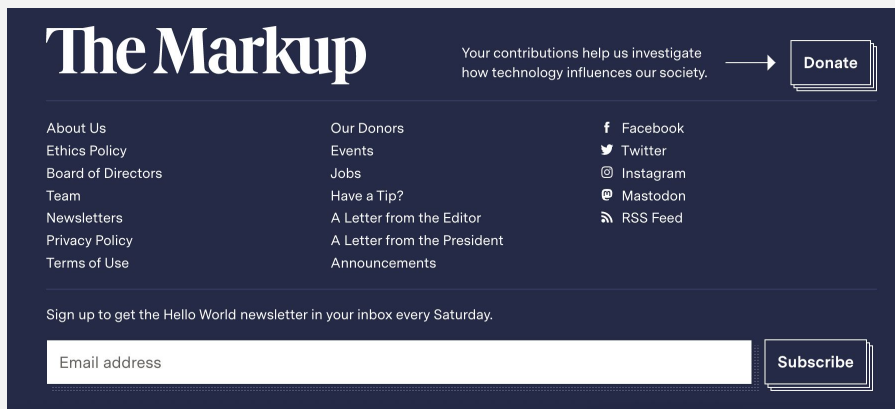 The Markup
Your contributions help us investigate
how technology influences our society.
Donate
About Us
Ethics Policy
Board of Directors
Team
Newsletters
Privacy Policy
Terms of Use
Our Donors
Events
Jobs
Have a Tip?
A Letter from the Editor
A Letter from the President
Announcements
Facebook
Twitter
Instagram
Mastodon
RSS Feed
Sign up to get the Hello World newsletter in your inbox every Saturday.
Email address
Subscribe